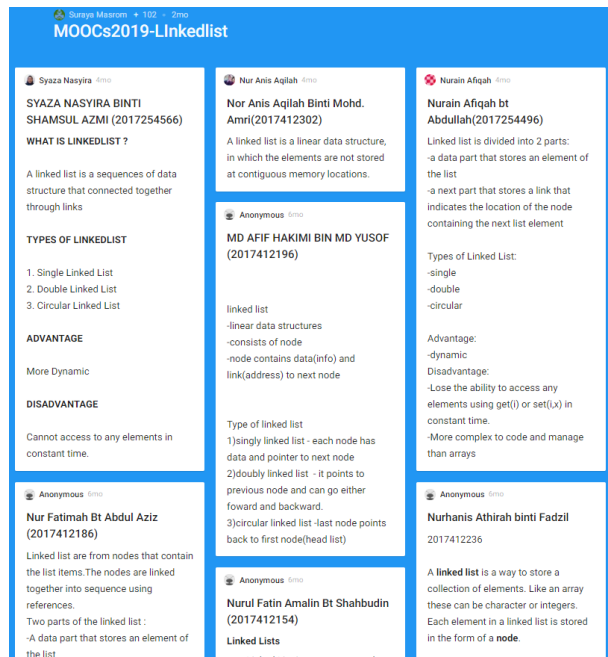 Suraya Masrom + 102 • 2mo
MOOCs2019-LInkedlist
Syaza Nasyira 4mo
SYAZA NASYIRA BINTI
SHAMSUL AZMI (2017254566)
WHAT IS LINKEDLIST ?
A linked list is a sequences of data
structure that connected together
through links
TYPES OF LINKEDLIST
1. Single Linked List
2. Double Linked List
3. Circular Linked List
ADVANTAGE
More Dynamic
DISADVANTAGE
Cannot access to any elements in
constant time.
Anonymous 6mo
Nur Fatimah Bt Abdul Aziz
(2017412186)
Linked list are from nodes that contain
the list items.The nodes are linked
together into sequence using
references.
Two parts of the linked list :
-A data part that stores an element of
the list
Nur Anis Aqilah 4mo
Nor Anis Aqilah Binti Mohd.
Amri(2017412302)
A linked list is a linear data structure,
in which the elements are not stored
at contiguous memory locations.
Anonymous 6mo
MD AFIF HAKIMI BIN MD YUSOF
(2017412196)
linked list
-linear data structures
-consists of node
-node contains data(info) and
link(address) to next node
Type of linked list
1)singly linked list - each node has
data and pointer to next node
2)doubly linked list - it points to
previous node and can go either
foward and backward.
3)circular linked list -last node points
back to first node(head list)
Anonymous 6mo
Nurul Fatin Amalin Bt Shahbudin
(2017412154)
Linked Lists
Nurain Afiqah 4mo
Nurain Afiqah bt
Abdullah(2017254496)
Linked list is divided into 2 parts:
-a data part that stores an element of
the list
-a next part that stores a link that
indicates the location of the node
containing the next list element
Types of Linked List:
-single
-double
-circular
Advantage:
-dynamic
Disadvantage:
-Lose the ability to access any
elements using get(i) or set(i,x) in
constant time.
-More complex to code and manage
than arrays
Anonymous 6mo
Nurhanis Athirah binti Fadzil
2017412236
A linked list is a way to store a
collection of elements. Like an array
these can be character or integers.
Each element in a linked list is stored
in the form of a node.